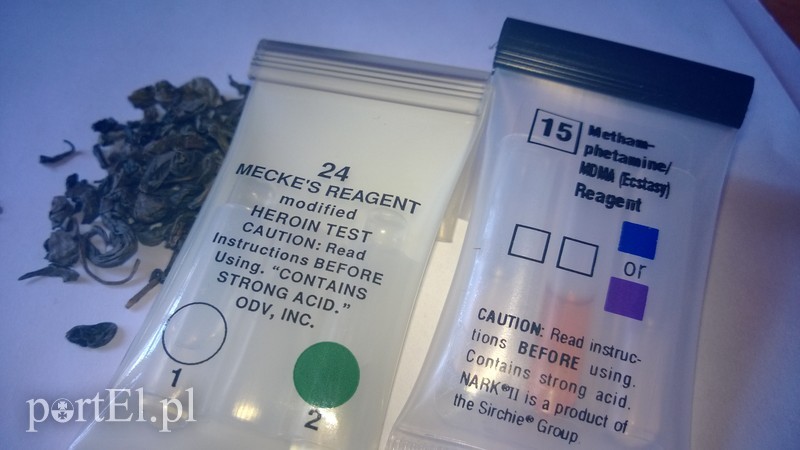 24
MECKE'S REAGENT
modified
HEROIN TEST
CAUTION: Read
Instructions BEFORE
Using. "CONTAINS
STRONG ACID."
ODV, INC.
1
2
15
Metham-
phetamine/
MDMA (Ecstasy)
Reagent
or
CAUTION: Read instruc-
tions BEFORE using.
Contains strong acid.
NARK®II is a product of
the Sirchie® Group.
portEl.pl